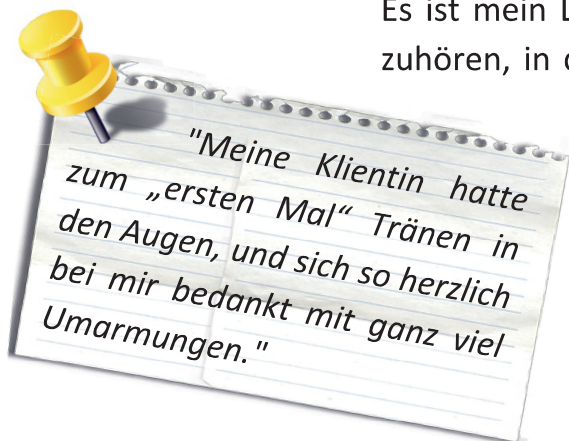 Es ist mein
zuhören, in
"Meine Klientin hatte
zum „ersten Mal“ Tränen in
den Augen, und sich so herzlich
bei mir bedankt mit ganz viel
Umarmungen."